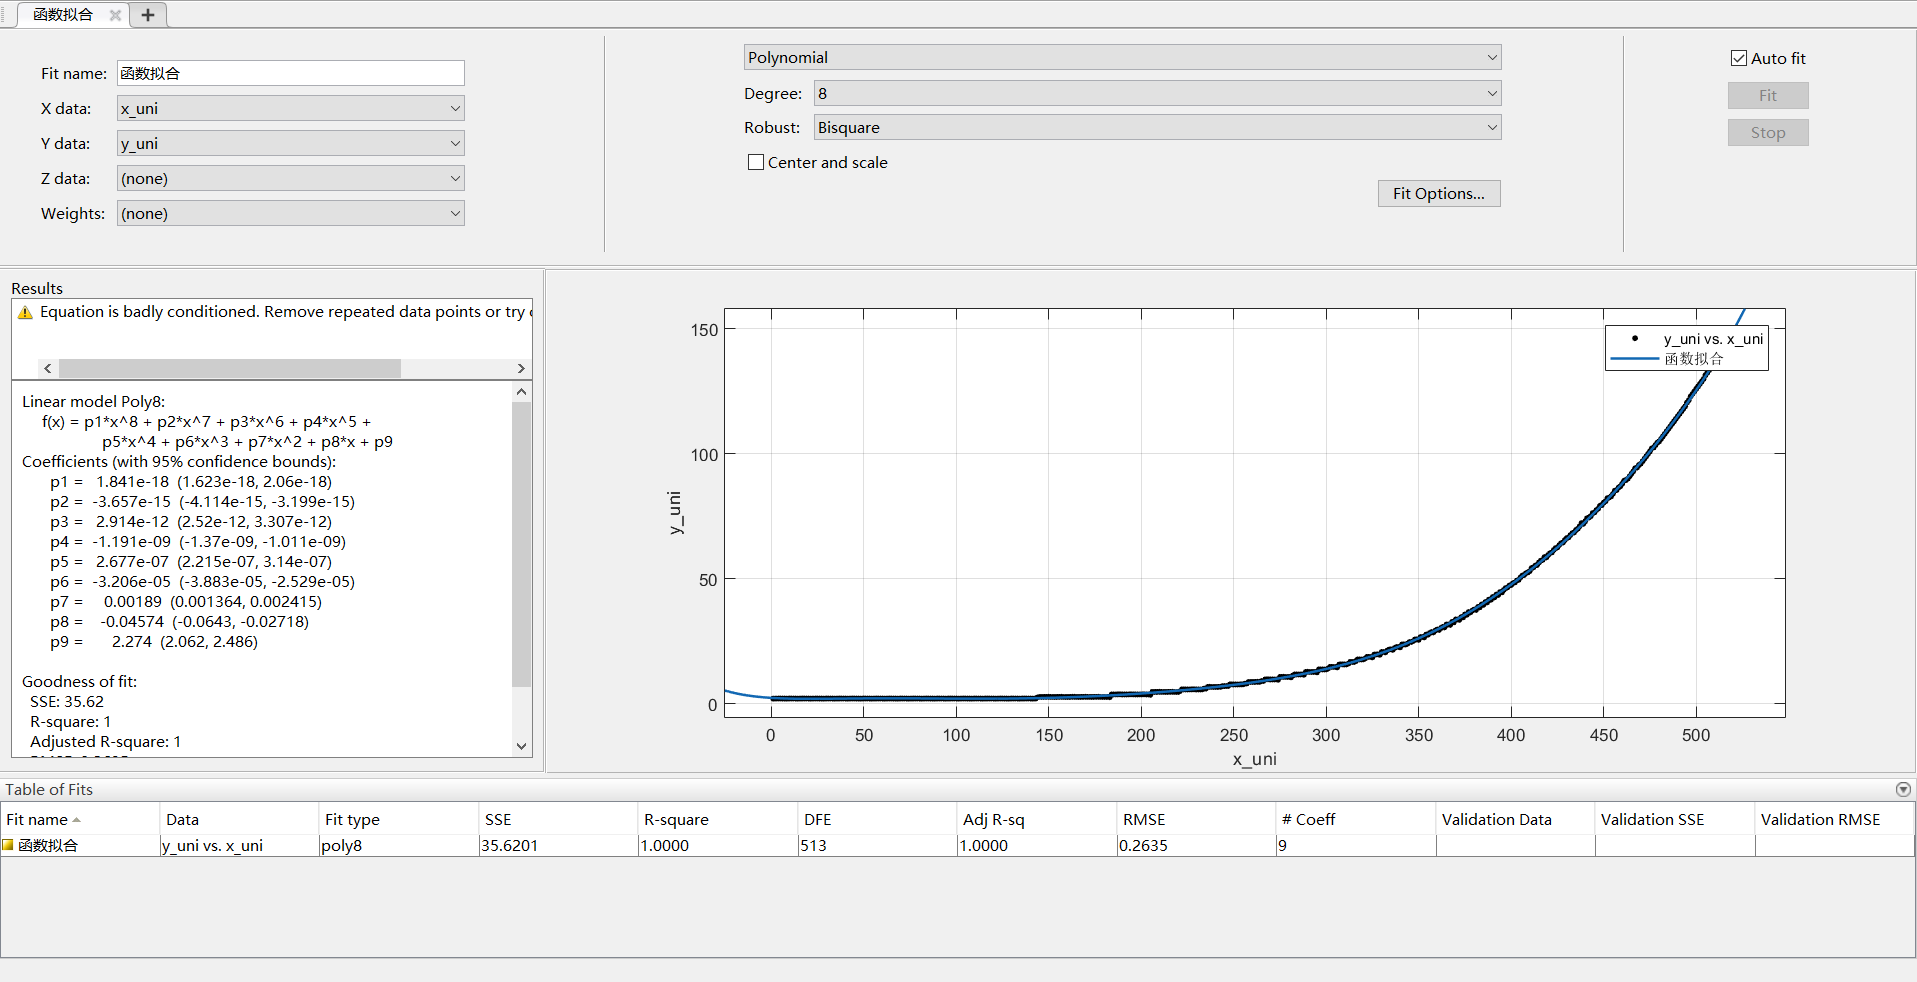 函数拟合
Fit name: 函数拟合
X data: x_uni
Y data: y_uni
Z data: (none)
Weights: (none)
Polynomial
Degree: 8
Robust: Bisquare
Center and scale
Fit Options...
Auto fit
Fit
Stop
Results
Equation is badly conditioned. Remove repeated data points or try
Linear model Poly8:
f(x) = p1*x^8 + p2*x^7 + p3*x^6 + p4*x^5 +
p5*x^4 + p6*x^3 + p7*x^2 + p8*x + p9
Coefficients (with 95% confidence bounds):
p1 = 1.841e-18 (1.623e-18, 2.06e-18)
p2 = -3.657e-15 (-4.114e-15, -3.199e-15)
p3 = 2.914e-12 (2.52e-12, 3.307e-12)
p4 = -1.191e-09 (-1.37e-09, -1.011e-09)
p5 = 2.677e-07 (2.215e-07, 3.14e-07)
p6 = -3.206e-05 (-3.883e-05, -2.529e-05)
p7 = 0.00189 (0.001364, 0.002415)
p8 = -0.04574 (-0.0643, -0.02718)
p9 = 2.274 (2.062, 2.486)
Goodness of fit:
SSE: 35.62
R-square: 1
Adjusted R-square: 1
150
100
50
0
y_uni
0 50 100 150 200 250 300 350 400 450 500
x_uni
y_uni vs. x_uni
函数拟合
Table of Fits
Fit name Data Fit type SSE R-square DFE Adj R-sq RMSE # Coeff Validation Data Validation SSE Validation RMSE
函数拟合 y_uni vs. x_uni poly8 35.6201 1.0000 513 1.0000 0.2635 9